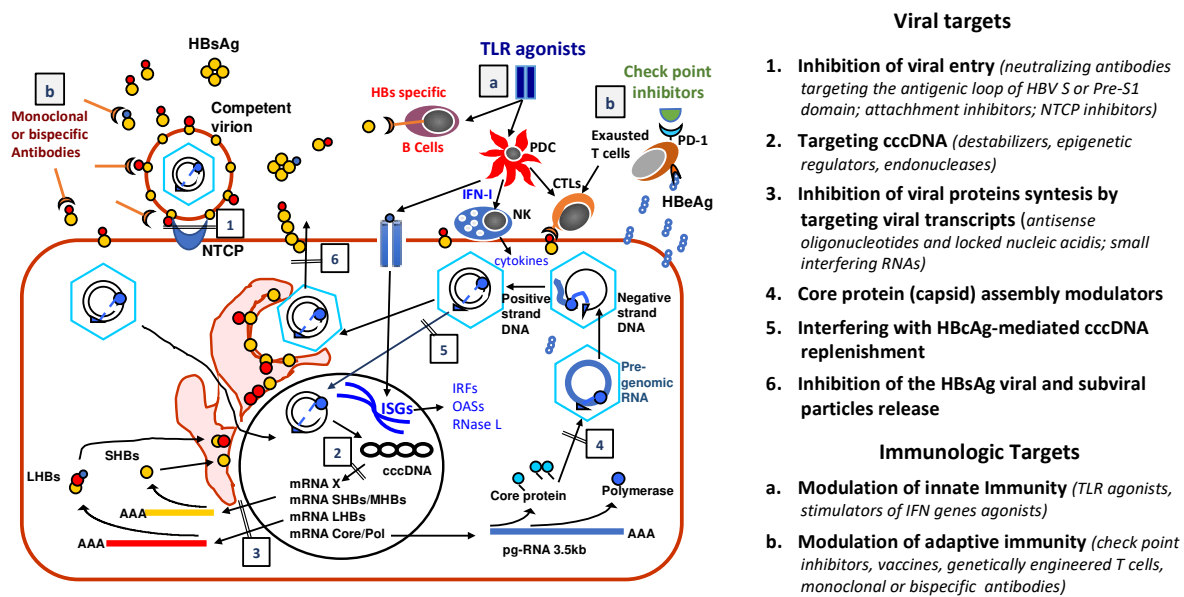 HBsAg
TLR agonists
b
a
Check point
inhibitors
Monoclonal
or bispecific
Antibodies
Competent
virion
HBs specific
B Cells
b
Exausted
T cells
PD-1
PDC
CTLs
IFN-I
NK
HBeAg
1
NTCP
6
cytokines
Positive
strand
DNA
Negative
strand
DNA
5
Pre-
genomic
RNA
ISGs
IRFs
OASs
RNase L
4
2
cccDNA
LHBs
SHBs
mRNA X
mRNA SHBs/MHBs
mRNA LHBs
mRNA Core/Pol
Core protein
Polymerase
AAA
AAA
AAA
3
pg-RNA 3.5kb
Viral targets
1. Inhibition of viral entry (neutralizing antibodies
targeting the antigenic loop of HBV S or Pre-S1
domain; attachhment inhibitors; NTCP inhibitors)
2. Targeting cccDNA (destabilizers, epigenetic
regulators, endonucleases)
3. Inhibition of viral proteins syntesis by
targeting viral transcripts (antisense
oligonucleotides and locked nucleic acidis; small
interfering RNAs)
4. Core protein (capsid) assembly modulators
5. Interfering with HBcAg-mediated cccDNA
replenishment
6. Inhibition of the HBsAg viral and subviral
particles release
Immunologic Targets
a. Modulation of innate Immunity (TLR agonists,
stimulators of IFN genes agonists)
b. Modulation of adaptive immunity (check point
inhibitors, vaccines, genetically engineered T cells,
monoclonal or bispecific antibodies)